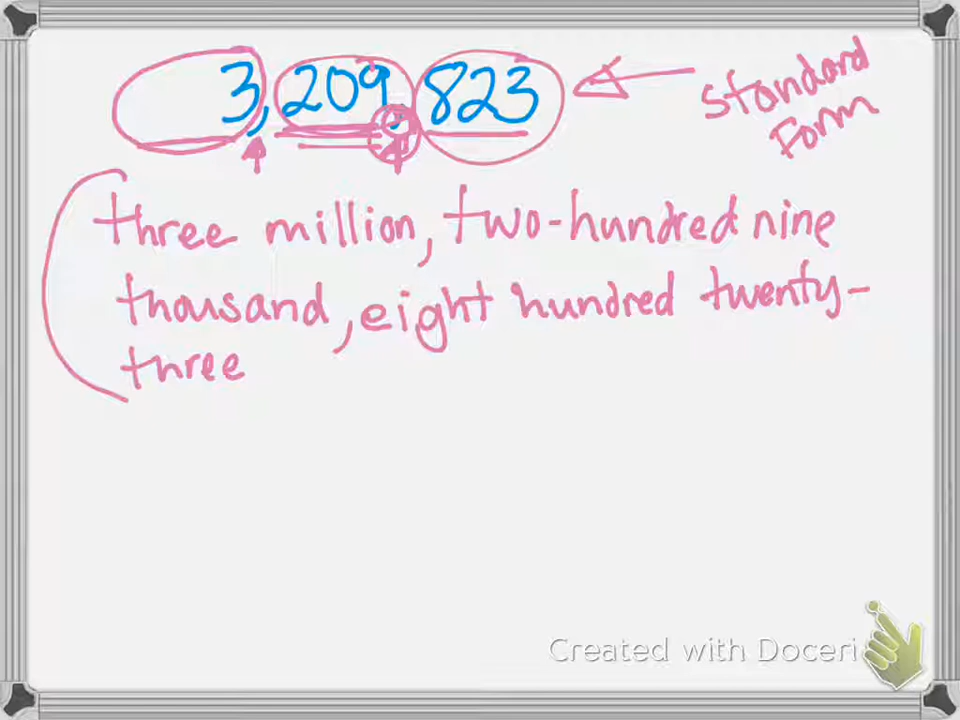 3,209,823
standard
Form
three million, two-hundred nine
thousand, eight hundred twenty-
three
Created with Doceri